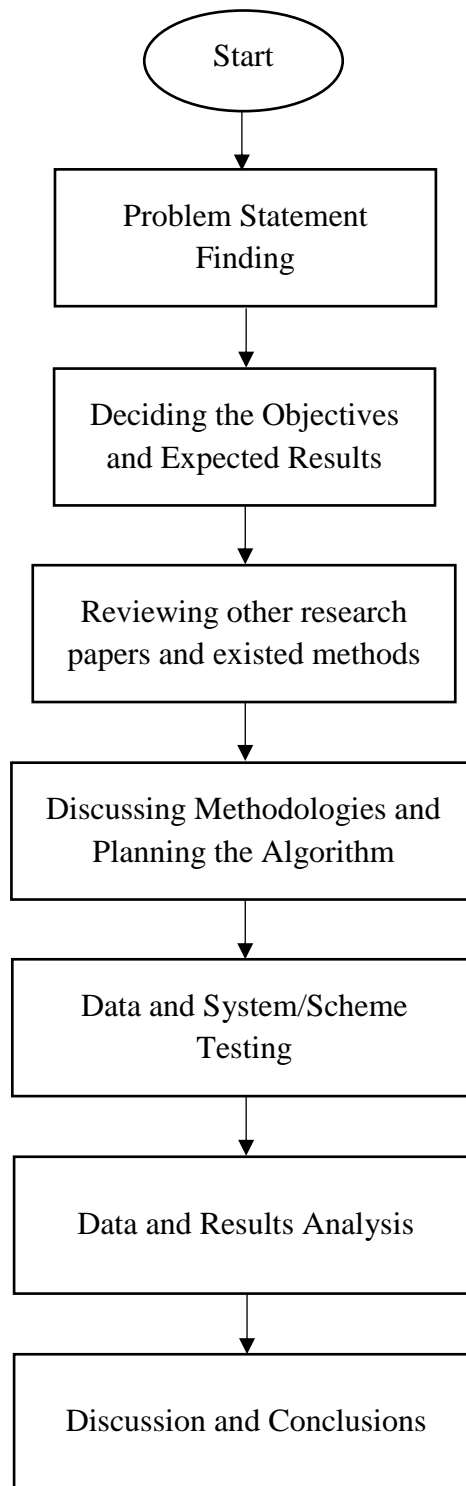 Start
Problem Statement
Finding
Deciding the Objectives
and Expected Results
Reviewing other research
papers and existed methods
Discussing Methodologies and
Planning the Algorithm
Data and System/Scheme
Testing
Data and Results Analysis
Discussion and Conclusions